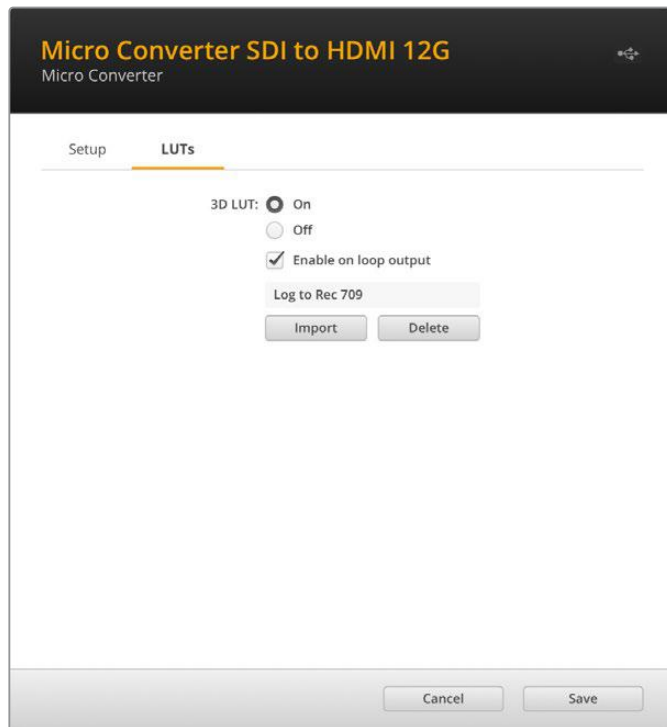 Micro Converter SDI to HDMI 12G
Micro Converter
Setup LUTs
3D LUT: On
Off
Enable on loop output
Log to Rec 709
Import Delete
Cancel Save